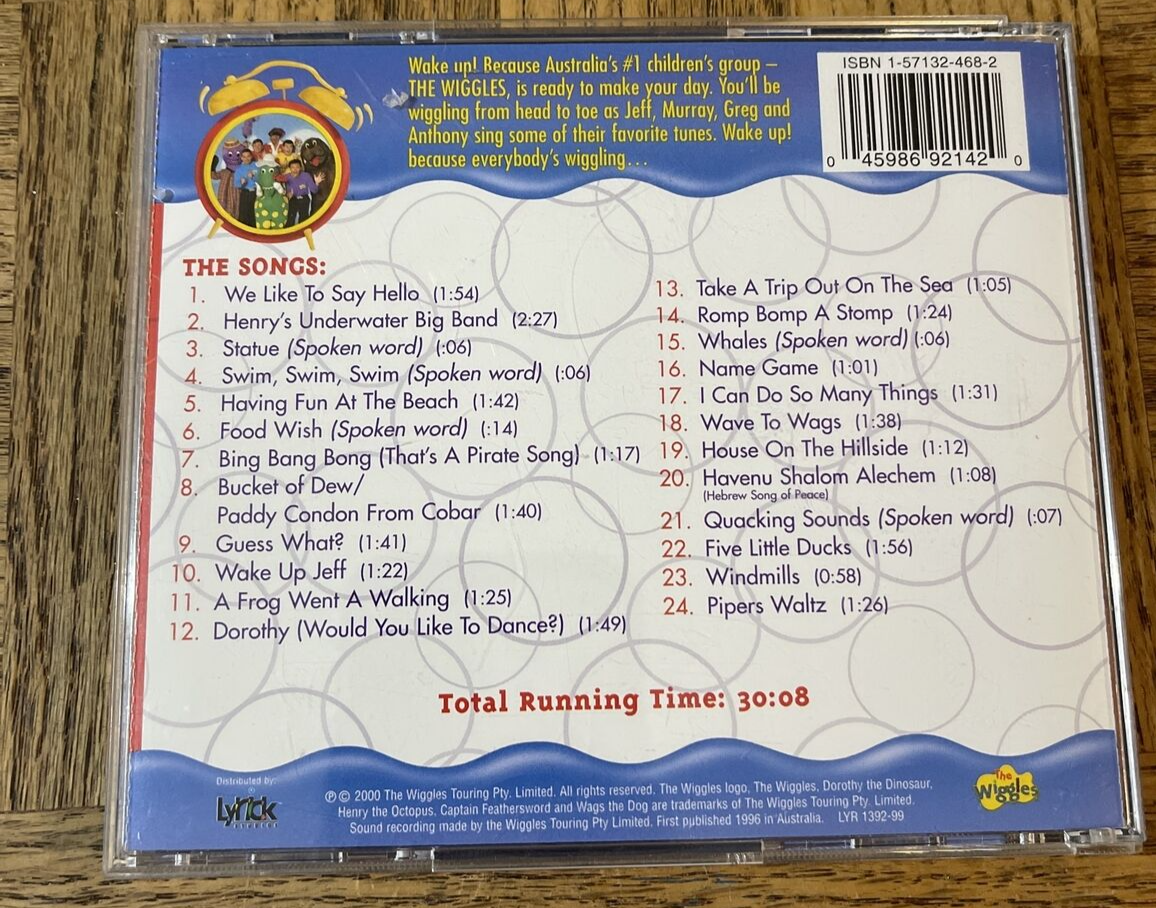 Wake up! Because Australia's #1 children's group –
THE WIGGLES, is ready to make your day. You'll be
wiggling from head to toe as Jeff, Murray, Greg and
Anthony sing some of their favorite tunes. Wake up!
because everybody's wiggling...
ISBN 1-57132-468-2
0 45986 92142 0
THE SONGS:
1. We Like To Say Hello (1:54)
2. Henry's Underwater Big Band (2:27)
3. Statue (Spoken word) (:06)
4. Swim, Swim, Swim (Spoken word) (:06)
5. Having Fun At The Beach (1:42)
6. Food Wish (Spoken word) (:14)
7. Bing Bang Bong (That's A Pirate Song) (1:17)
8. Bucket of Dew/
Paddy Condon From Cobar (1:40)
9. Guess What? (1:41)
10. Wake Up Jeff (1:22)
11. A Frog Went A Walking (1:25)
12. Dorothy (Would You Like To Dance?) (1:49)
13. Take A Trip Out On The Sea (1:05)
14. Romp Bomp A Stomp (1:24)
15. Whales (Spoken word) (:06)
16. Name Game (1:01)
17. I Can Do So Many Things (1:31)
18. Wave To Wags (1:38)
19. House On The Hillside (1:12)
20. Havenu Shalom Alechem (1:08)
(Hebrew Song of Peace)
21. Quacking Sounds (Spoken word) (:07)
22. Five Little Ducks (1:56)
23. Windmills (0:58)
24. Pipers Waltz (1:26)
Total Running Time: 30:08
Distributed by:
Lyrick
STUDIOS
℗© 2000 The Wiggles Touring Pty. Limited. All rights reserved. The Wiggles logo, The Wiggles, Dorothy the Dinosaur,
Henry the Octopus, Captain Feathersword and Wags the Dog are trademarks of The Wiggles Touring Pty. Limited.
Sound recording made by the Wiggles Touring Pty Limited. First published 1996 in Australia. LYR 1392-99
The
Wiggles